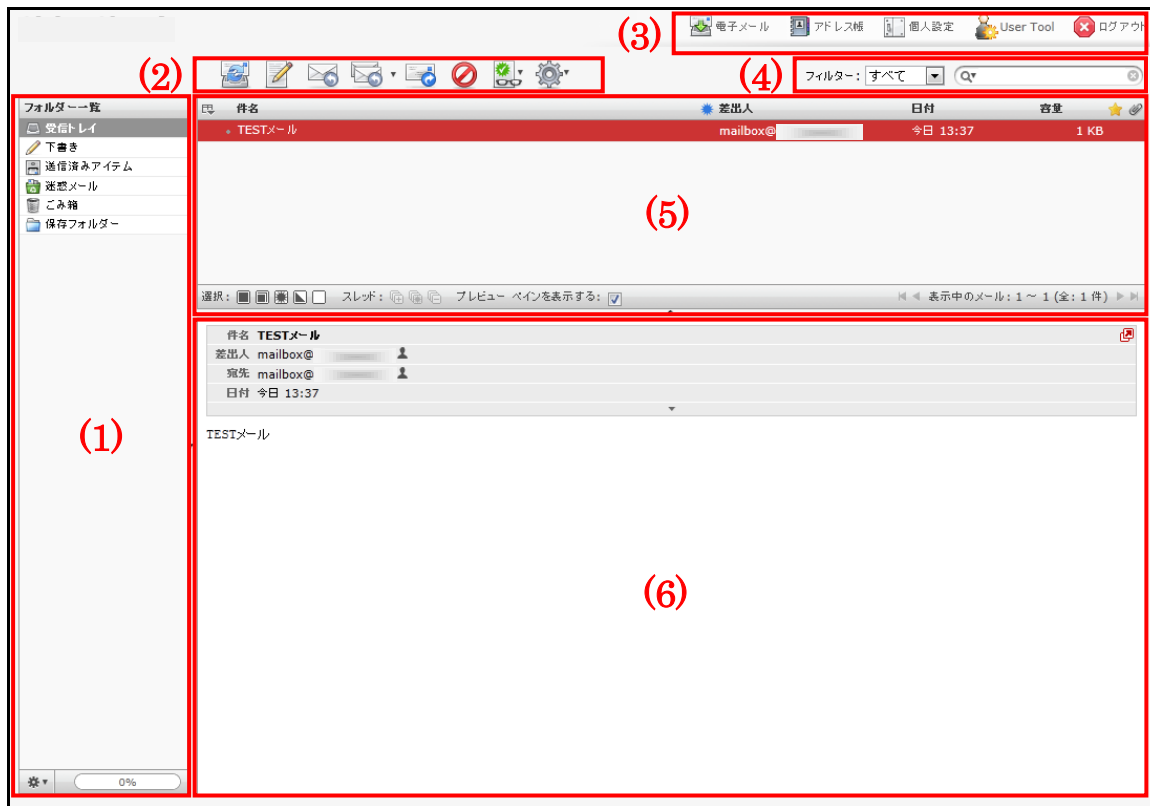 (3)
電子メール アドレス帳 個人設定 User Tool ログアウト
(2)
(4)
フィルター: すべて
フォルダー一覧
受信トレイ
下書き
送信済みアイテム
迷惑メール
ごみ箱
保存フォルダー
(1)
0%
件名 差出人 日付 容量
TESTメール mailbox@ 今日 13:37 1 KB
(5)
選択: スレッド: プレビュー ペインを表示する: 表示中のメール: 1 ~ 1 (全: 1 件)
件名 TESTメール
差出人 mailbox@
宛先 mailbox@
日付 今日 13:37
TESTメール
(6)